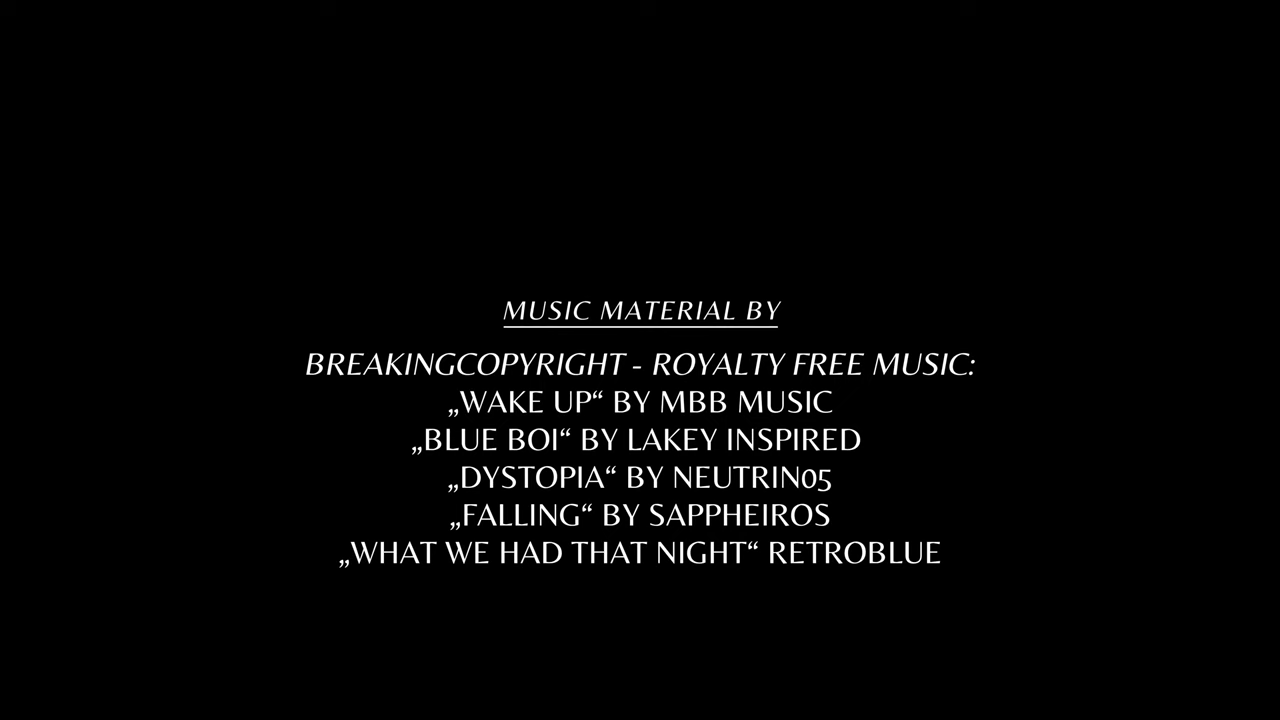 MUSIC MATERIAL BY
BREAKINGCOPYRIGHT - ROYALTY FREE MUSIC:
„WAKE UP“ BY MBB MUSIC
„BLUE BOI“ BY LAKEY INSPIRED
„DYSTOPIA“ BY NEUTRIN05
„FALLING“ BY SAPPHEIROS
„WHAT WE HAD THAT NIGHT“ RETROBLUE